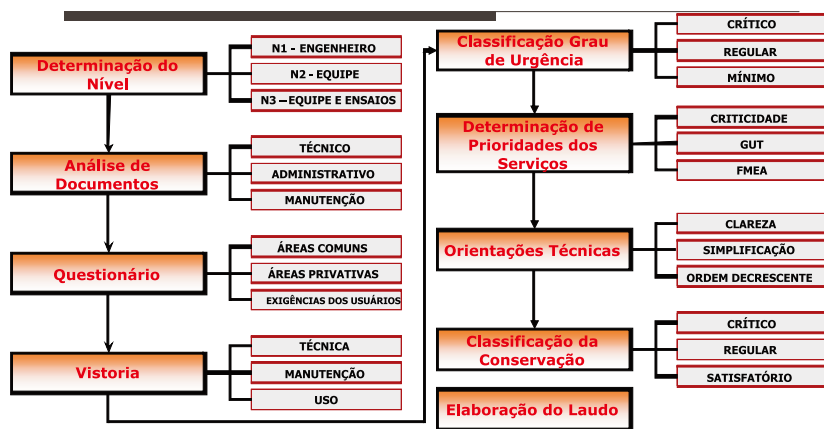 Determinação do
Nível
N1 - ENGENHEIRO
N2 - EQUIPE
N3 – EQUIPE E ENSAIOS
Análise de
Documentos
TÉCNICO
ADMINISTRATIVO
MANUTENÇÃO
Questionário
ÁREAS COMUNS
ÁREAS PRIVATIVAS
EXIGÊNCIAS DOS USUÁRIOS
Vistoria
TÉCNICA
MANUTENÇÃO
USO
Classificação Grau
de Urgência
CRÍTICO
REGULAR
MÍNIMO
Determinação de
Prioridades dos
Serviços
CRITICIDADE
GUT
FMEA
Orientações Técnicas
CLAREZA
SIMPLIFICAÇÃO
ORDEM DECRESCENTE
Classificação da
Conservação
CRÍTICO
REGULAR
SATISFATÓRIO
Elaboração do Laudo